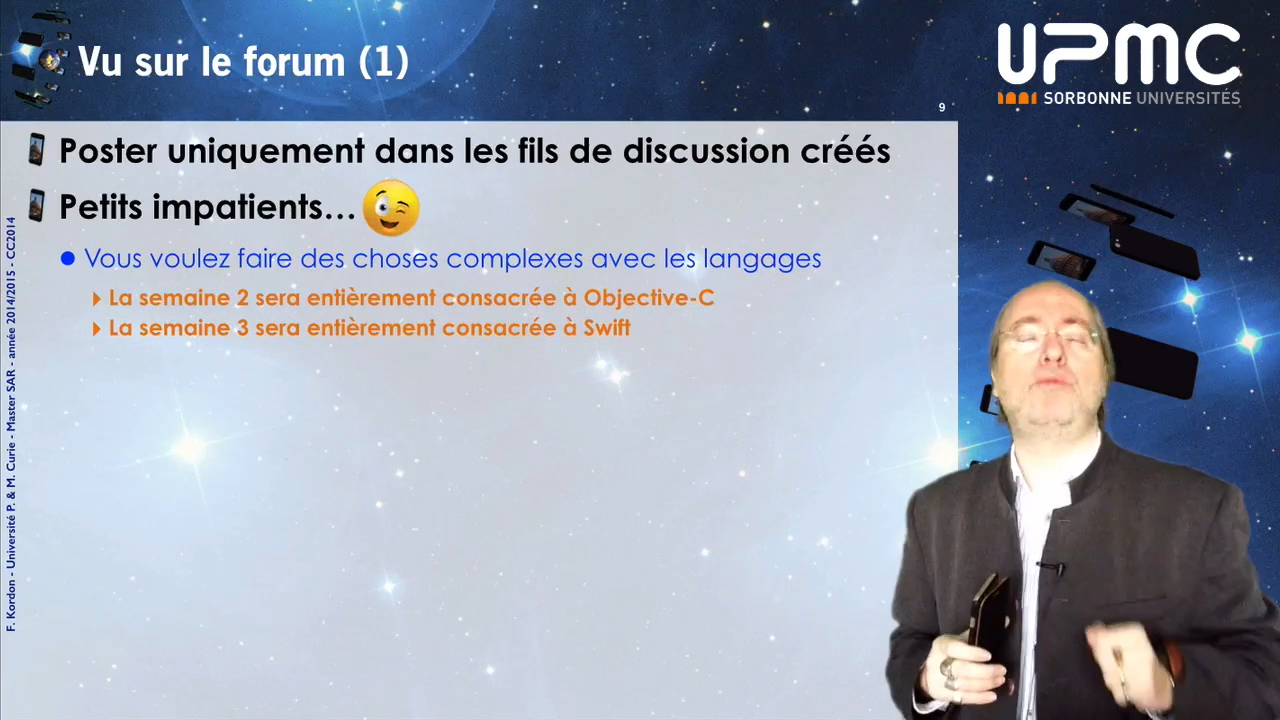 Vu sur le forum (1)
UPMC
SORBONNE UNIVERSITÉS
9
Poster uniquement dans les fils de discussion créés
Petits impatients...
Vous voulez faire des choses complexes avec les langages
La semaine 2 sera entièrement consacrée à Objective-C
La semaine 3 sera entièrement consacrée à Swift
F. Kordon - Université P. & M. Curie - Master SAR - année 2014/2015 - CC2014